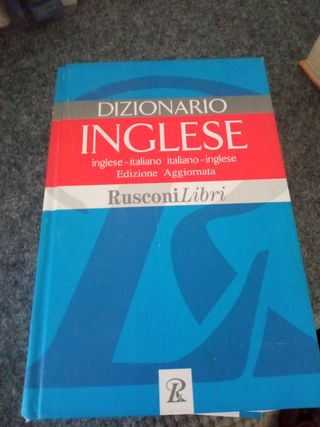 DIZIONARIO
INGLESE
inglese-italiano italiano-inglese
Edizione Aggiornata
RusconiLibri